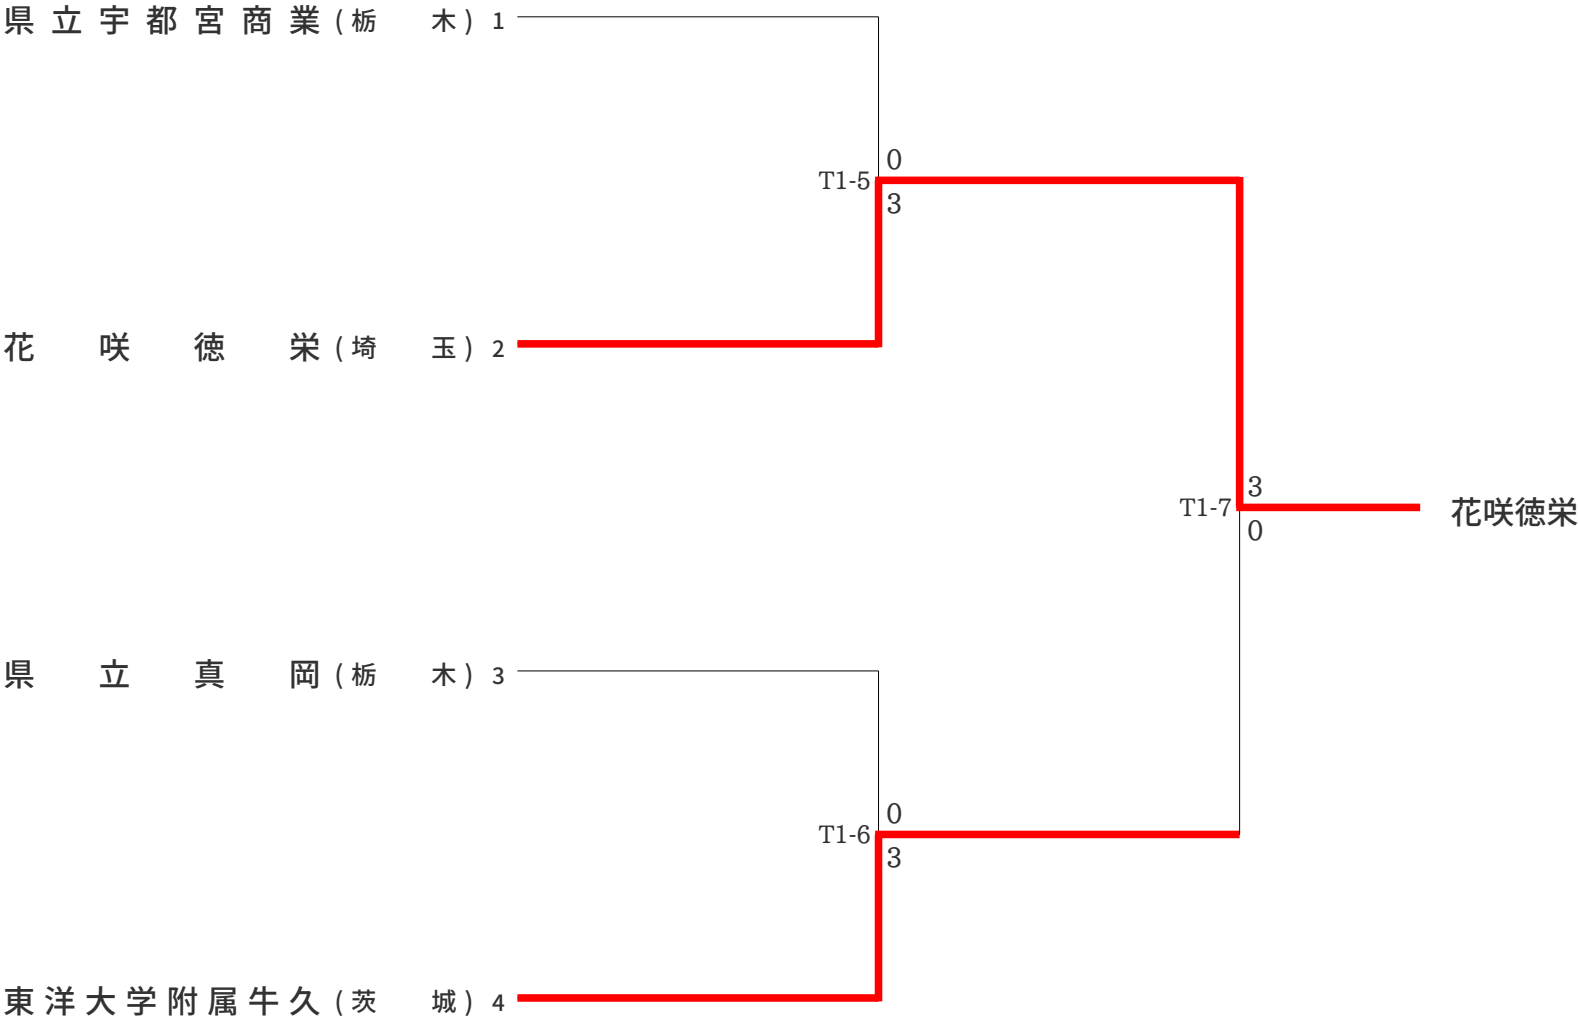 県立宇都宮商業(栃木) 1
0
T1-5
3
花咲徳栄(埼玉) 2
3
T1-7 花咲徳栄
0
県立真岡(栃木) 3
0
T1-6
3
東洋大学附属牛久(茨城) 4